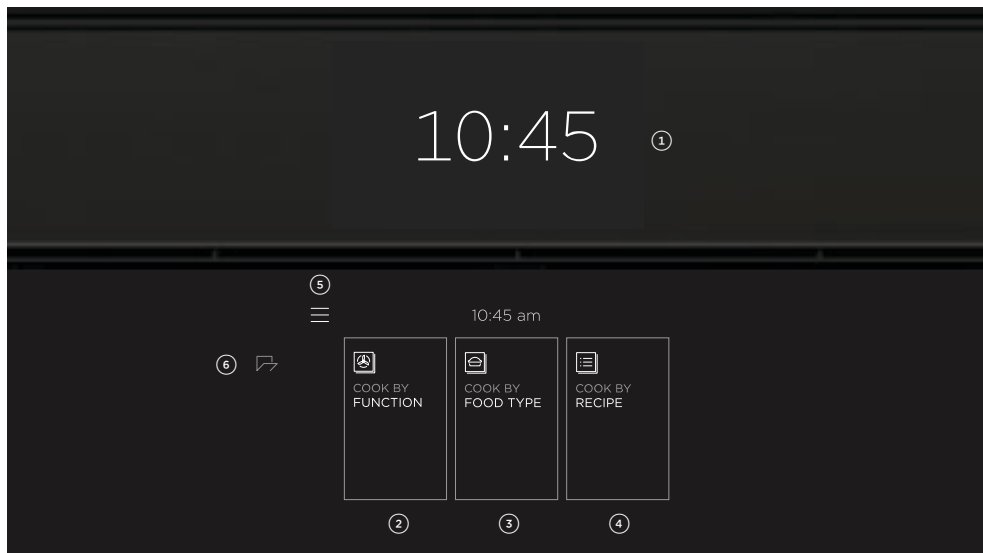 10:45
1
5
10:45 am
6
COOK BY
FUNCTION
COOK BY
FOOD TYPE
COOK BY
RECIPE
2
3
4